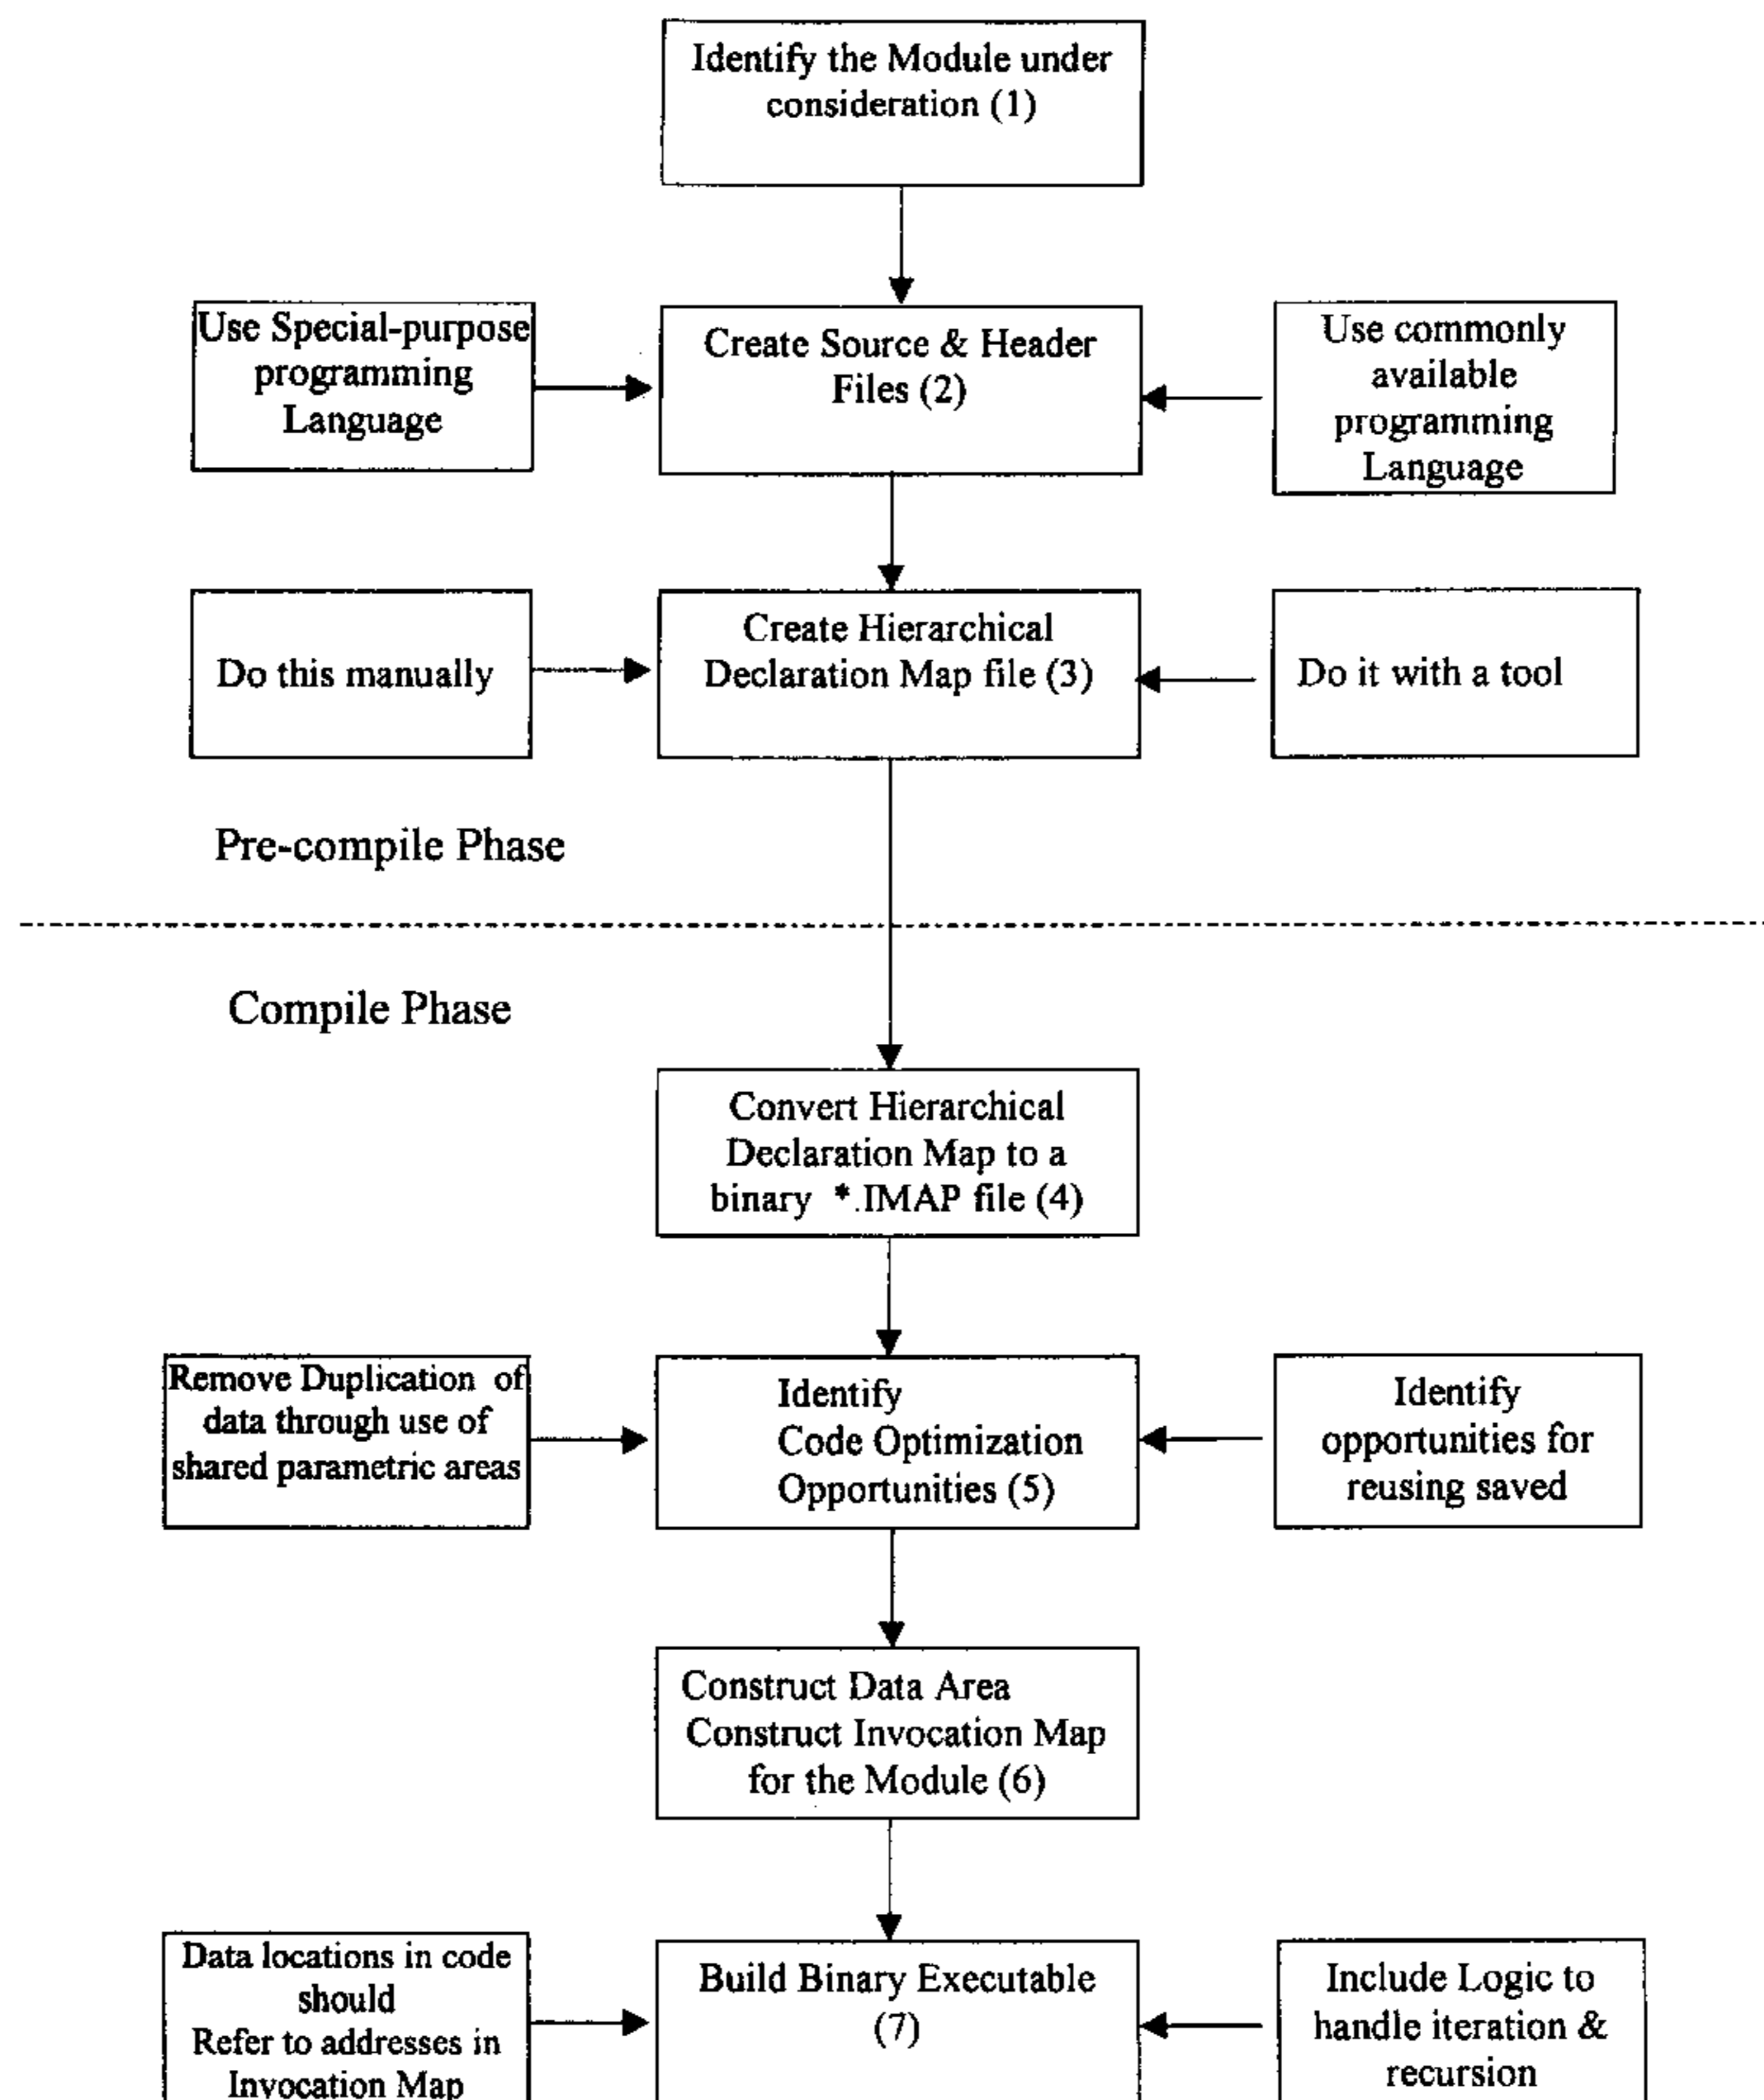 Identify the Module under
consideration (1)
Use Special-purpose
programming
Language
Create Source & Header
Files (2)
Use commonly
available
programming
Language
Do this manually
Create Hierarchical
Declaration Map file (3)
Do it with a tool
Pre-compile Phase
Compile Phase
Convert Hierarchical
Declaration Map to a
binary *.IMAP file (4)
Remove Duplication of
data through use of
shared parametric areas
Identify
Code Optimization
Opportunities (5)
Identify
opportunities for
reusing saved
Construct Data Area
Construct Invocation Map
for the Module (6)
Data locations in code
should
Refer to addresses in
Invocation Map
Build Binary Executable
(7)
Include Logic to
handle iteration &
recursion